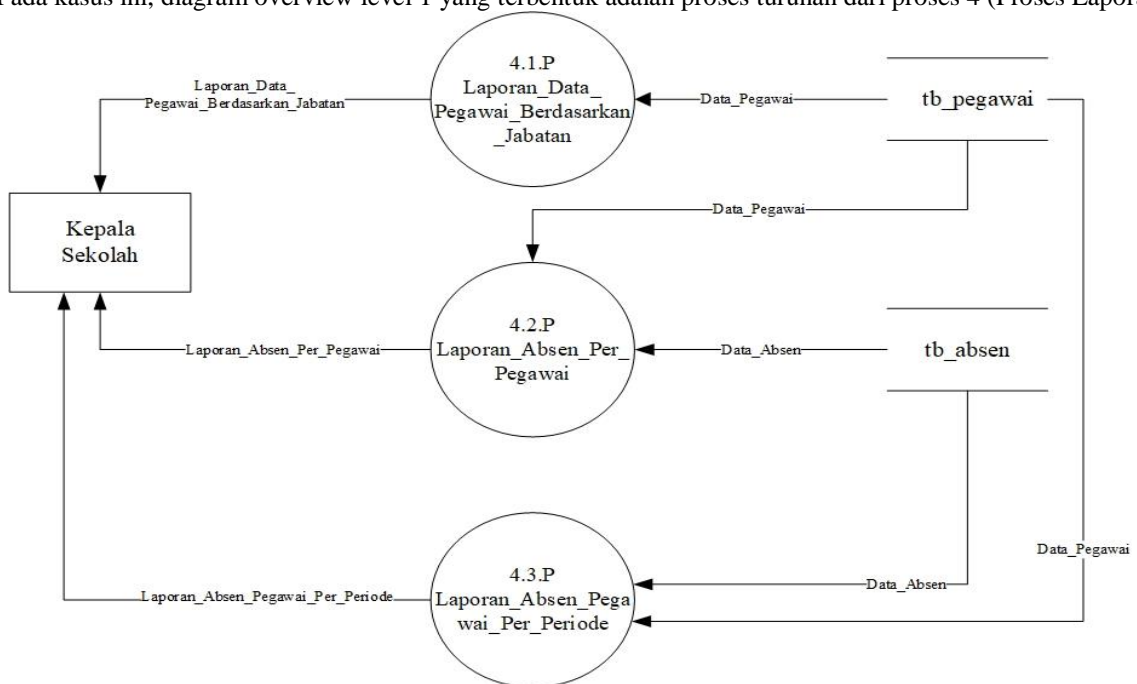 Pada kasus ini, diagram overview level 1 yang terbentuk adalah proses turunan dari proses 4 (Proses
4.1.P
Laporan_Data_
Pegawai_Berdasarkan
_Jabatan
Laporan_Data_
Pegawai_Berdasarkan_Jabatan
Data_Pegawai
tb_pegawai
Data_Pegawai
Kepala
Sekolah
4.2.P
Laporan_Absen_Per_
Pegawai
Laporan_Absen_Per_Pegawai
Data_Absen
tb_absen
Data_Pegawai
4.3.P
Laporan_Absen_Pega
wai_Per_Periode
Data_Absen
Laporan_Absen_Pegawai_Per_Periode